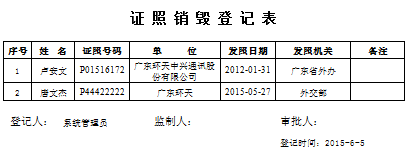 证照销毁登记表
序号 姓 名 证照号码 单 位 发照日期 发照机关 备注
1 卢安文 P01516172 广东环天中兴通讯股份有限公司 2012-01-31 广东省外办
2 唐文杰 P44422222 广东环天 2015-05-27 外交部
登记人： 系统管理员 监制人： 审批人：
登记时间：2015-6-5